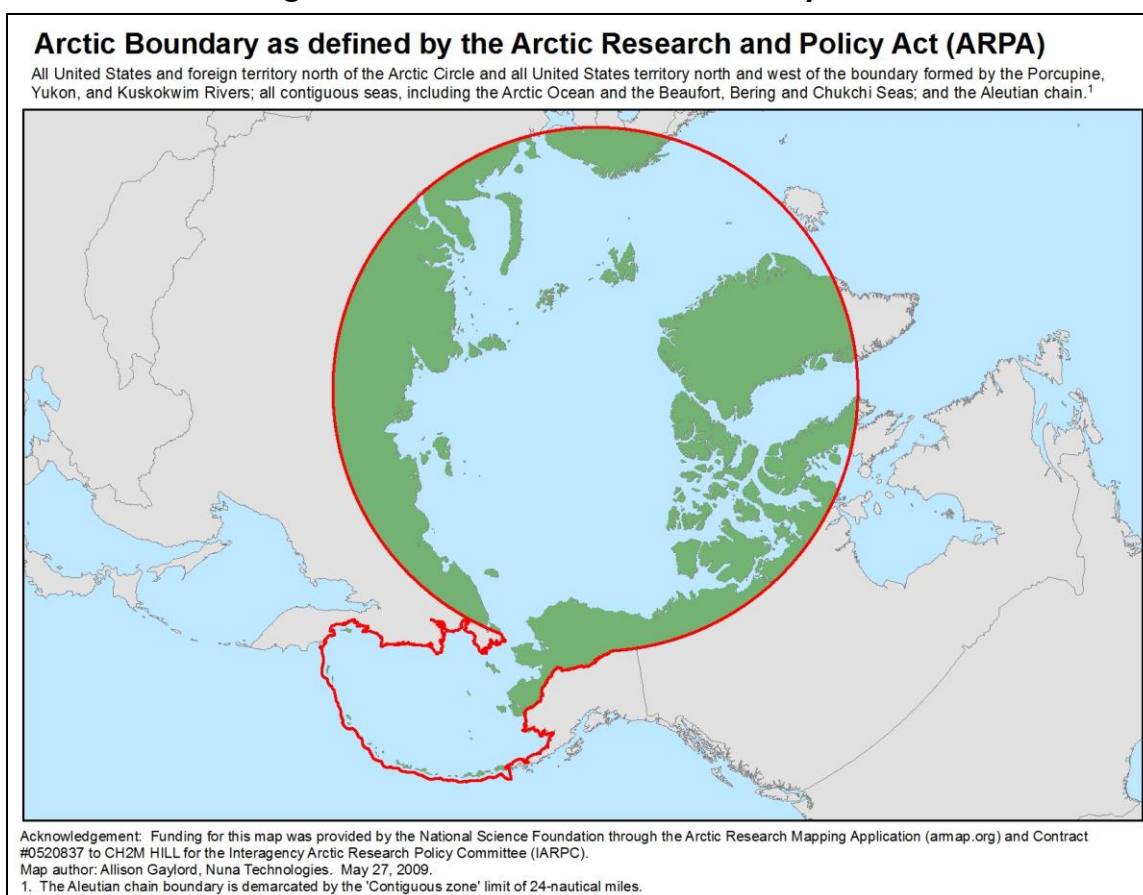 Arctic Boundary as defined by the Arctic Research and Policy Act (ARPA)
All United States and foreign territory north of the Arctic Circle and all United States territory north and west of the boundary formed by the Porcupine,
Yukon, and Kuskokwim Rivers; all contiguous seas, including the Arctic Ocean and the Beaufort, Bering and Chukchi Seas; and the Aleutian chain.¹
Acknowledgement: Funding for this map was provided by the National Science Foundation through the Arctic Research Mapping Application (armap.org) and Contract
#0520837 to CH2M HILL for the Interagency Arctic Research Policy Committee (IARPC).
Map author: Allison Gaylord, Nuna Technologies. May 27, 2009.
1. The Aleutian chain boundary is demarcated by the 'Contiguous zone' limit of 24-nautical miles.